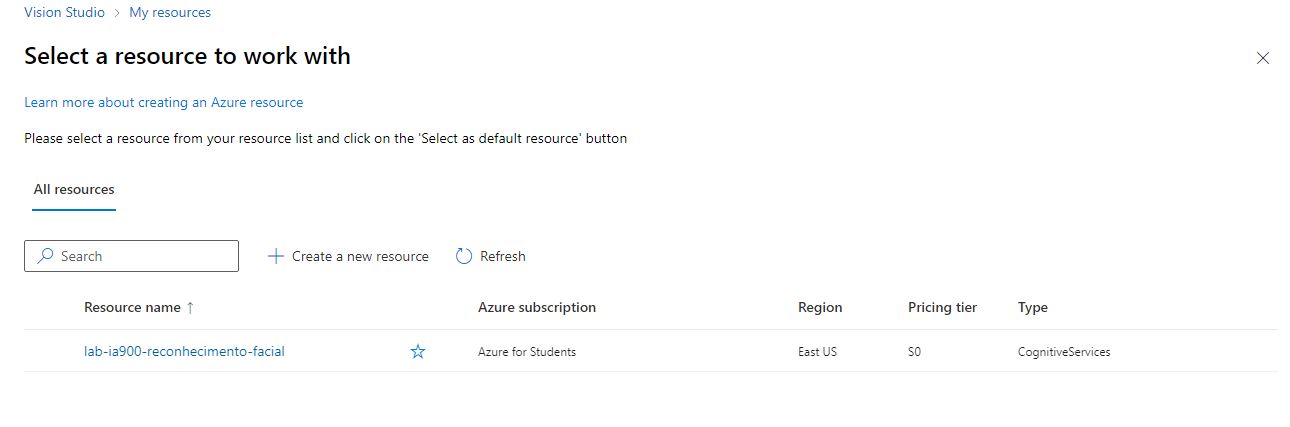 Vision Studio > My resources
Select a resource to work with
Learn more about creating an Azure resource
Please select a resource from your resource list and click on the 'Select as default resource' button
All resources
Search + Create a new resource Refresh
Resource name ↑ Azure subscription Region Pricing tier Type
lab-ia900-reconhecimento-facial Azure for Students East US S0 CognitiveServices